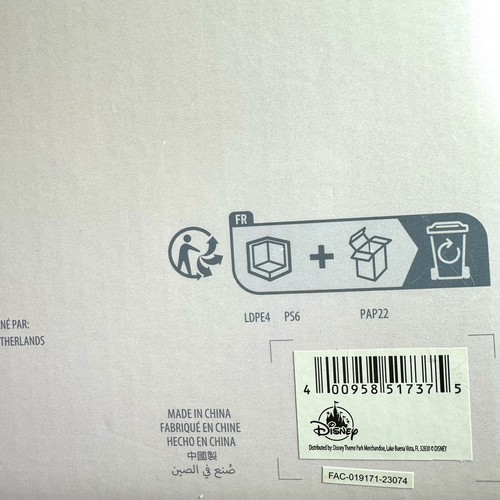 FR
LDPE4 PS6
PAP22
NÉ PAR:
THERLANDS
4 00958 51737 5
Disney
Distributed by: Disney Theme Park Merchandise, Lake Buena Vista, FL 32830 © DISNEY
FAC-019171-23074
MADE IN CHINA
FABRIQUÉ EN CHINE
HECHO EN CHINA
中國製
صُنع في الصين